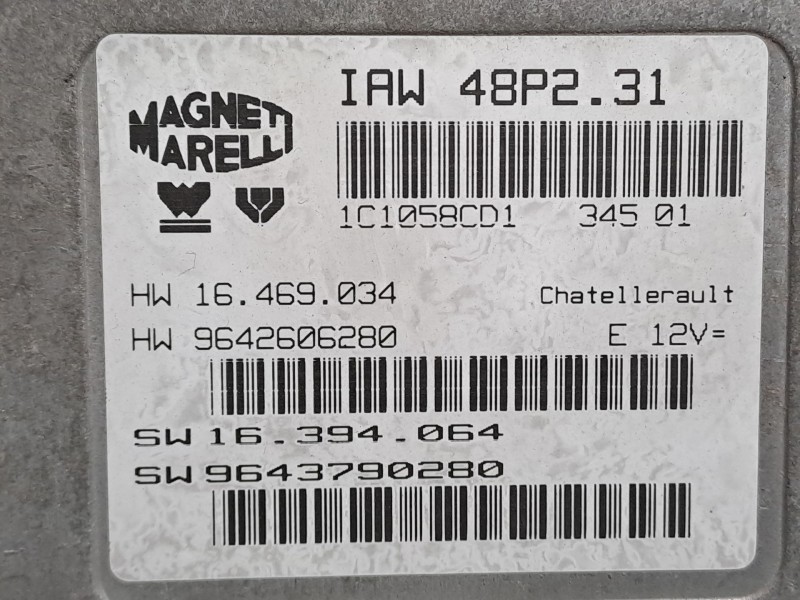 MAGNETI MARELLI
IAW 48P2.31
1C1058CD1 345 01
HW 16.469.034 Chatellerault
HW 9642606280 E 12V=
SW 16.394.064
SW 9643790280